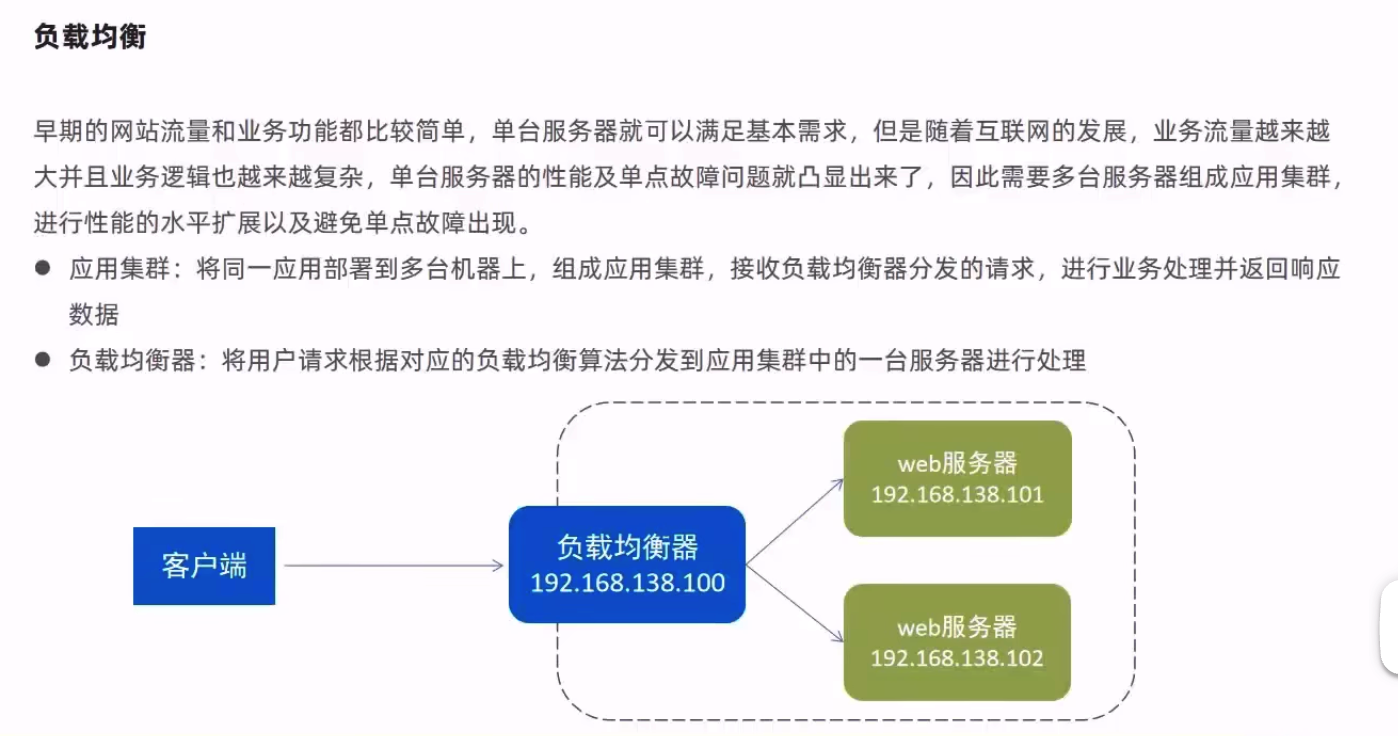 负载均衡
早期的网站流量和业务功能都比较简单，单台服务器就可以满足基本需求，但是随着互联网的发展，业务流量越来越
大并且业务逻辑也越来越复杂，单台服务器的性能及单点故障问题就凸显出来了，因此需要多台服务器组成应用集群，
进行性能的水平扩展以及避免单点故障出现。
● 应用集群：将同一应用部署到多台机器上，组成应用集群，接收负载均衡器分发的请求，进行业务处理并返回响应
数据
● 负载均衡器：将用户请求根据对应的负载均衡算法分发到应用集群中的一台服务器进行处理
客户端
负载均衡器
192.168.138.100
web服务器
192.168.138.101
web服务器
192.168.138.102